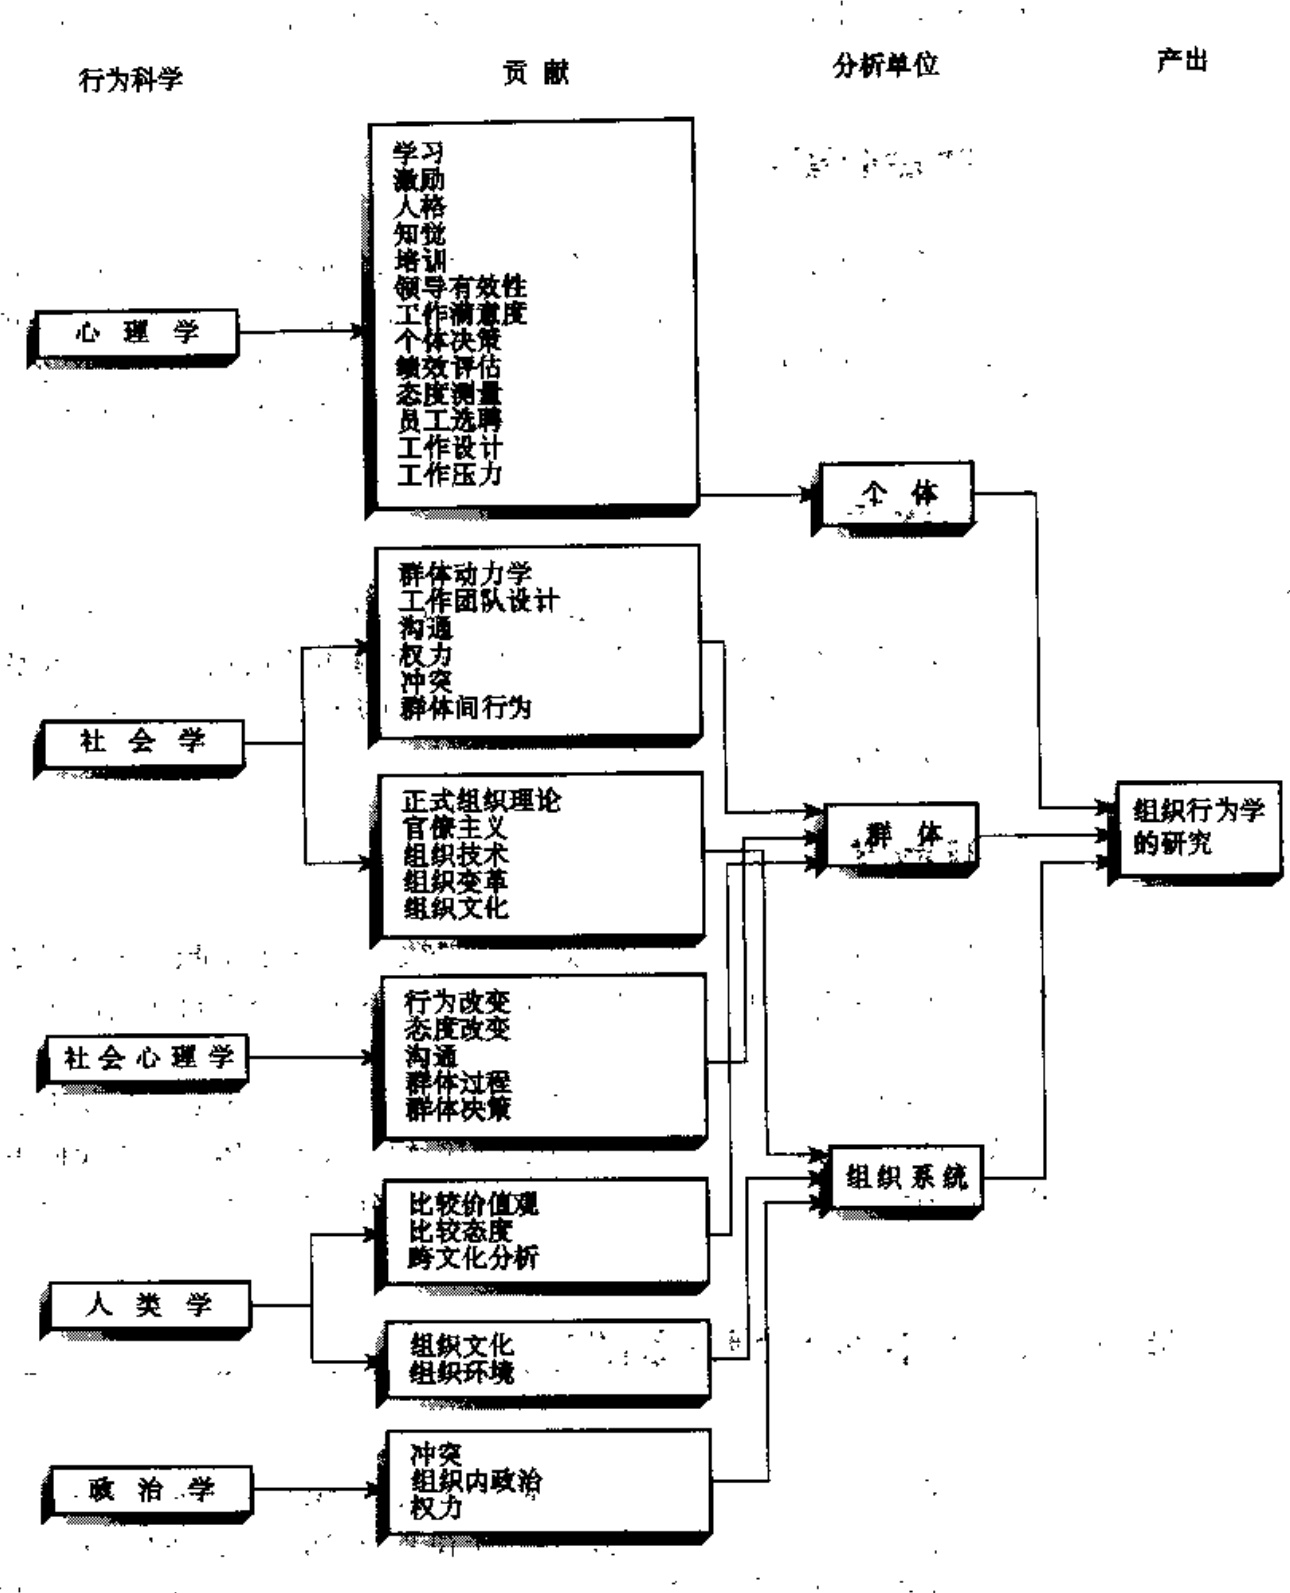 行为科学
贡献
分析单位
产出
心理学
学习
激励
人格
知觉
培训
领导有效性
工作满意度
个体决策
绩效评估
态度测量
员工选聘
工作设计
工作压力
个体
社会学
群体动力学
工作团队设计
沟通
权力
冲突
群体间行为
正式组织理论
官僚主义
组织技术
组织变革
组织文化
群体
组织行为学
的研究
社会心理学
行为改变
态度改变
沟通
群体过程
群体决策
组织系统
人类学
比较价值观
比较态度
跨文化分析
组织文化
组织环境
政治学
冲突
组织内政治
权力